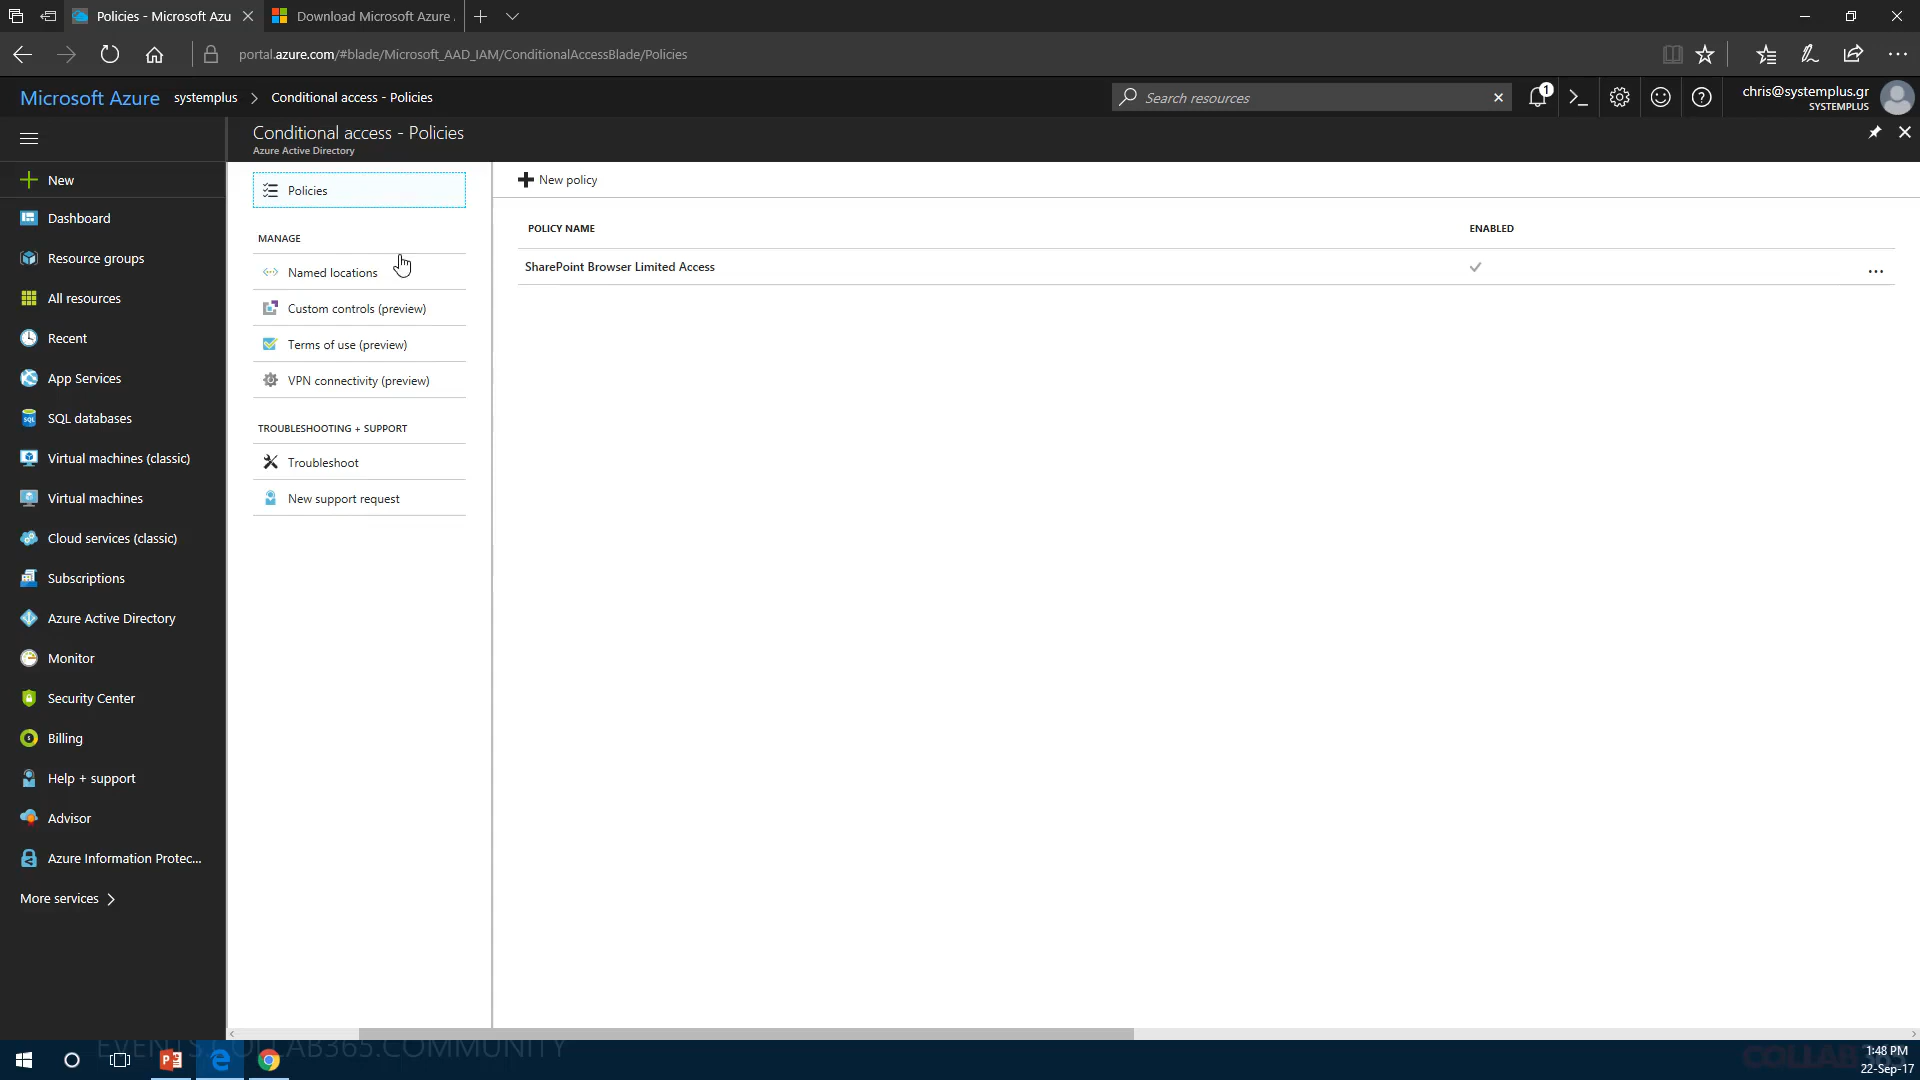 Policies - Microsoft Azu
Download Microsoft Azure
portal.azure.com/#blade/Microsoft_AAD_IAM/ConditionalAccessBlade/Policies
Microsoft Azure
systemplus
Conditional access - Policies
Search resources
1
chris@systemplus.gr
SYSTEMPLUS
Conditional access - Policies
Azure Active Directory
New
Dashboard
Resource groups
All resources
Recent
App Services
SQL databases
Virtual machines (classic)
Virtual machines
Cloud services (classic)
Subscriptions
Azure Active Directory
Monitor
Security Center
Billing
Help + support
Advisor
Azure Information Protec...
More services
Policies
MANAGE
Named locations
Custom controls (preview)
Terms of use (preview)
VPN connectivity (preview)
TROUBLESHOOTING + SUPPORT
Troubleshoot
New support request
New policy
POLICY NAME
ENABLED
SharePoint Browser Limited Access
EVENTS.COLLAB365.COMMUNITY
COLLAB365
1:48 PM
22-Sep-17